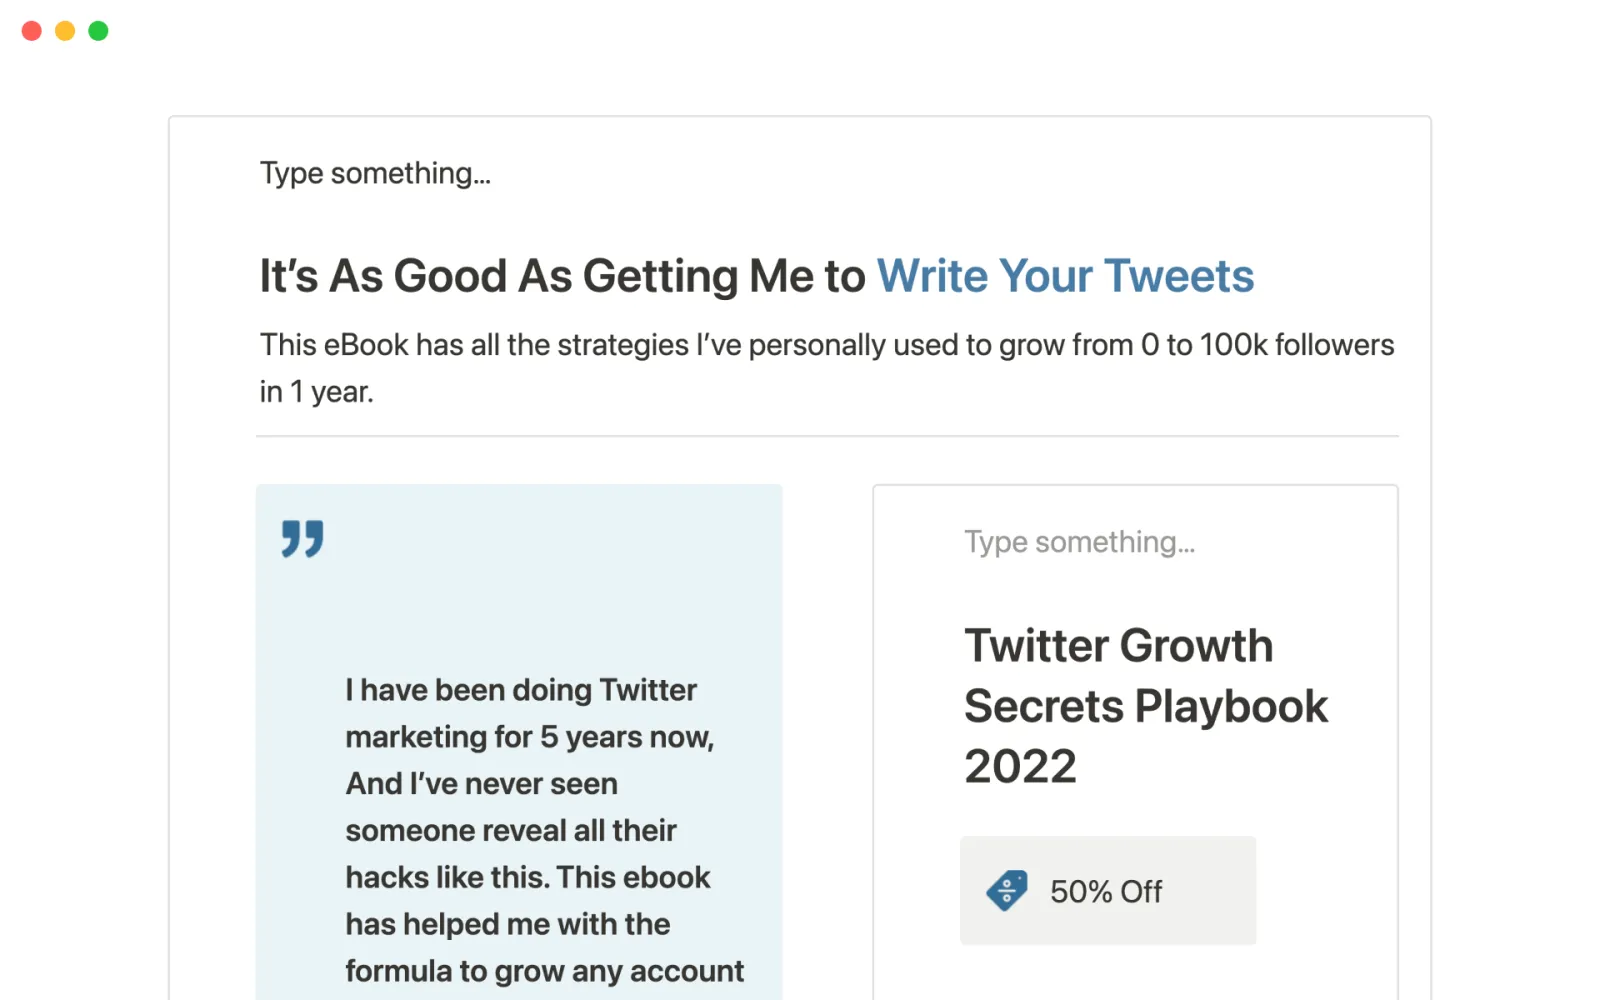 Type something...
It’s As Good As Getting Me to Write Your Tweets
This eBook has all the strategies I’ve personally used to grow from 0 to 100k followers
in 1 year.
I have been doing Twitter
marketing for 5 years now,
And I’ve never seen
someone reveal all their
hacks like this. This ebook
has helped me with the
formula to grow any account
Type something...
Twitter Growth
Secrets Playbook
2022
50% Off